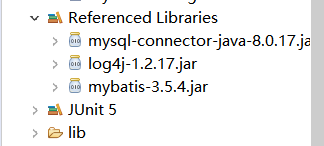 Referenced Libraries
mysql-connector-java-8.0.17.ja
log4j-1.2.17.jar
mybatis-3.5.4.jar
JUnit 5
lib